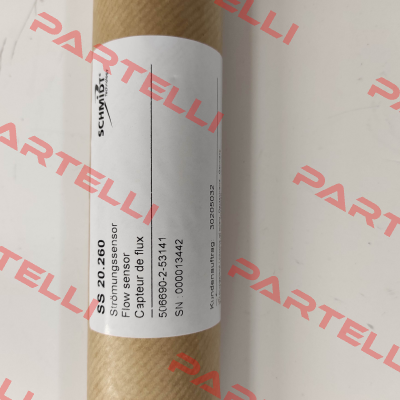 SCHMIDT
SS 20.260
Strömungssensor
Flow sensor
Capteur de flux
506690-2-53141
SN 000013442
Kundenauftrag 30205032
PARTELLI
PARTELLI
PARTELLI
PARTELLI
PARTELLI